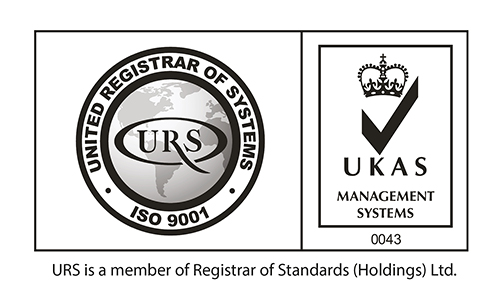 UNITED REGISTRAR OF SYSTEMS
URS
• ISO 9001 •
UKAS
MANAGEMENT
SYSTEMS
0043
URS is a member of Registrar of Standards (Holdings) Ltd.